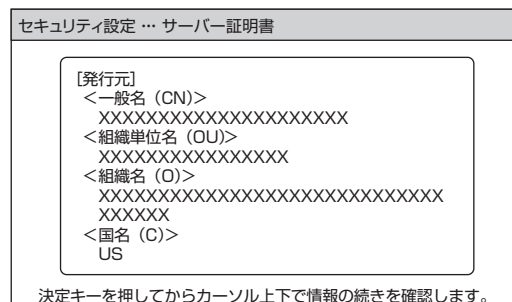 セキュリティ設定 … サーバー証明書
[発行元]
＜一般名（CN）＞
XXXXXXXXXXXXXXXXXXXXX
＜組織単位名（OU）＞
XXXXXXXXXXXXXXXX
＜組織名（O）＞
XXXXXXXXXXXXXXXXXXXXXXXXXXXXX
XXXXXX
＜国名（C）＞
US
決定キーを押してからカーソル上下で情報の続きを確認します。